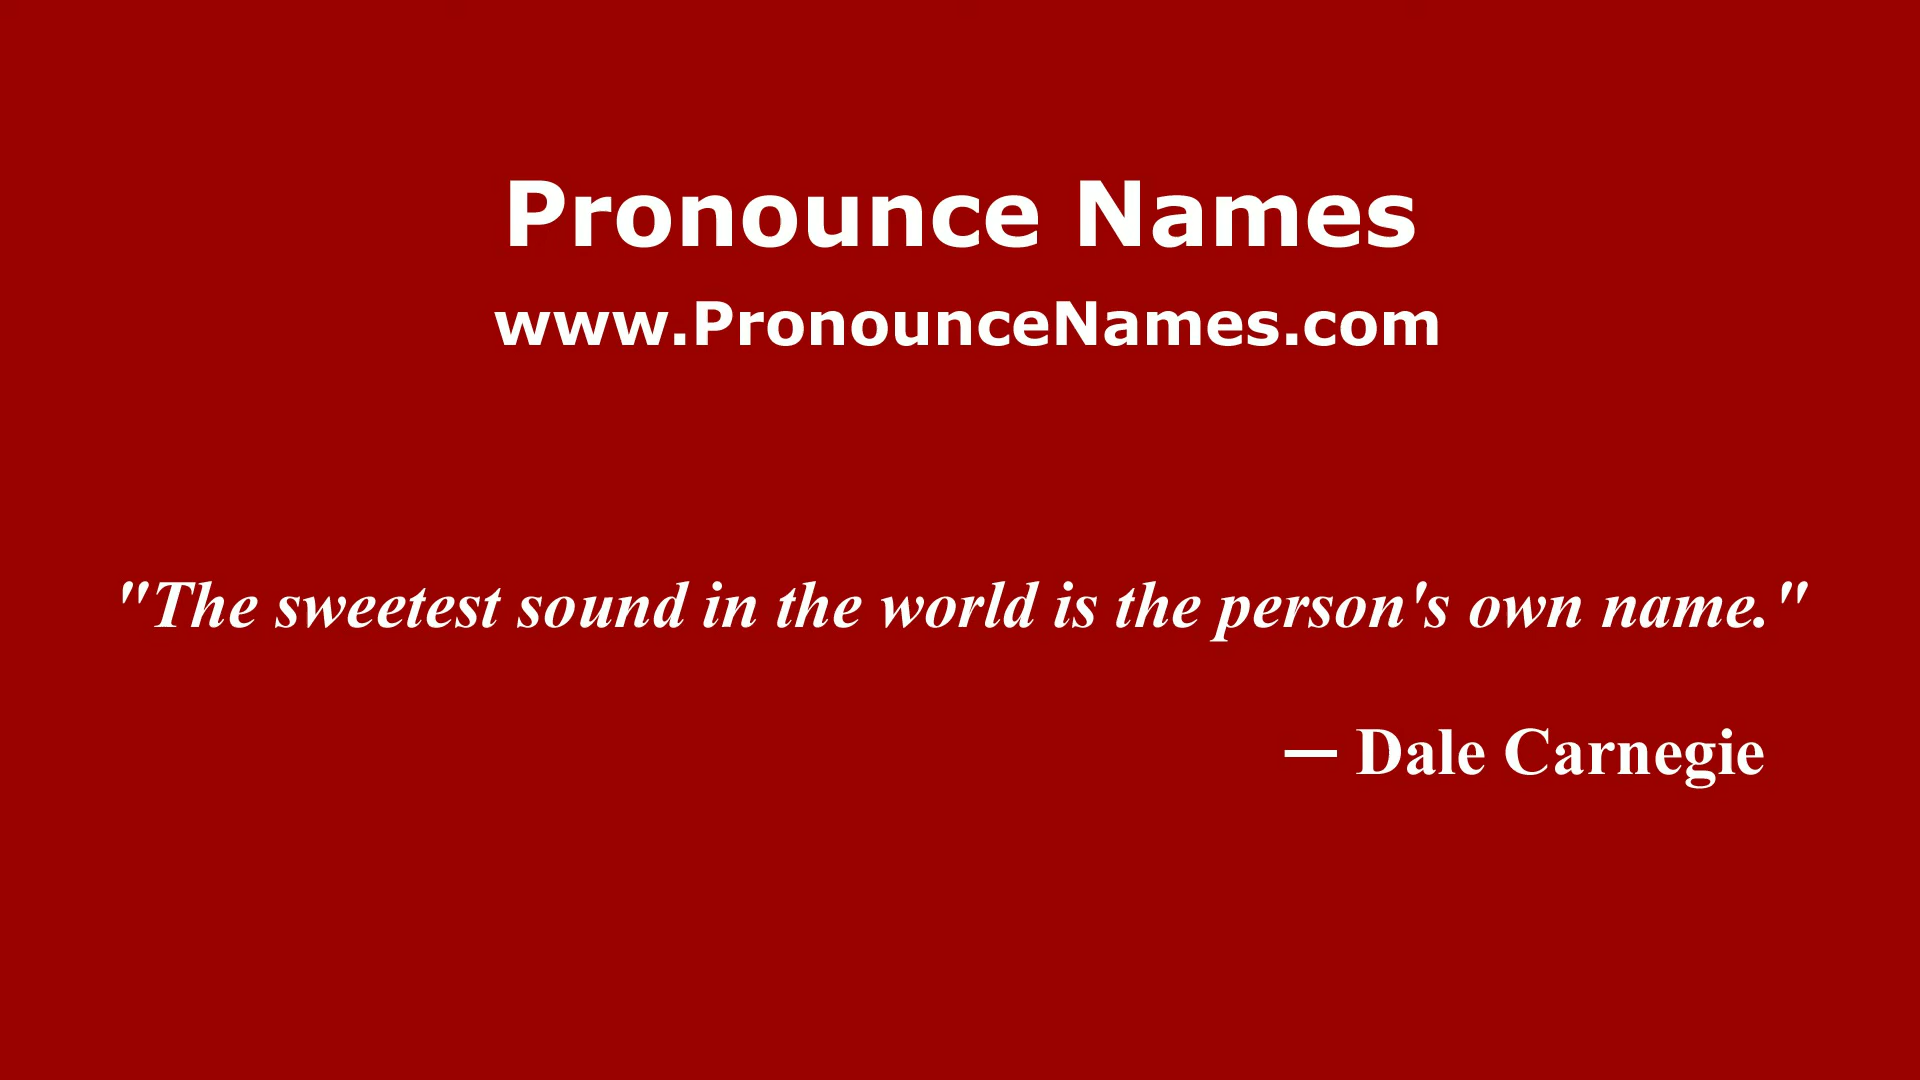 Pronounce Names
www.PronounceNames.com
"The sweetest sound in the world is the person's own name."
— Dale Carnegie